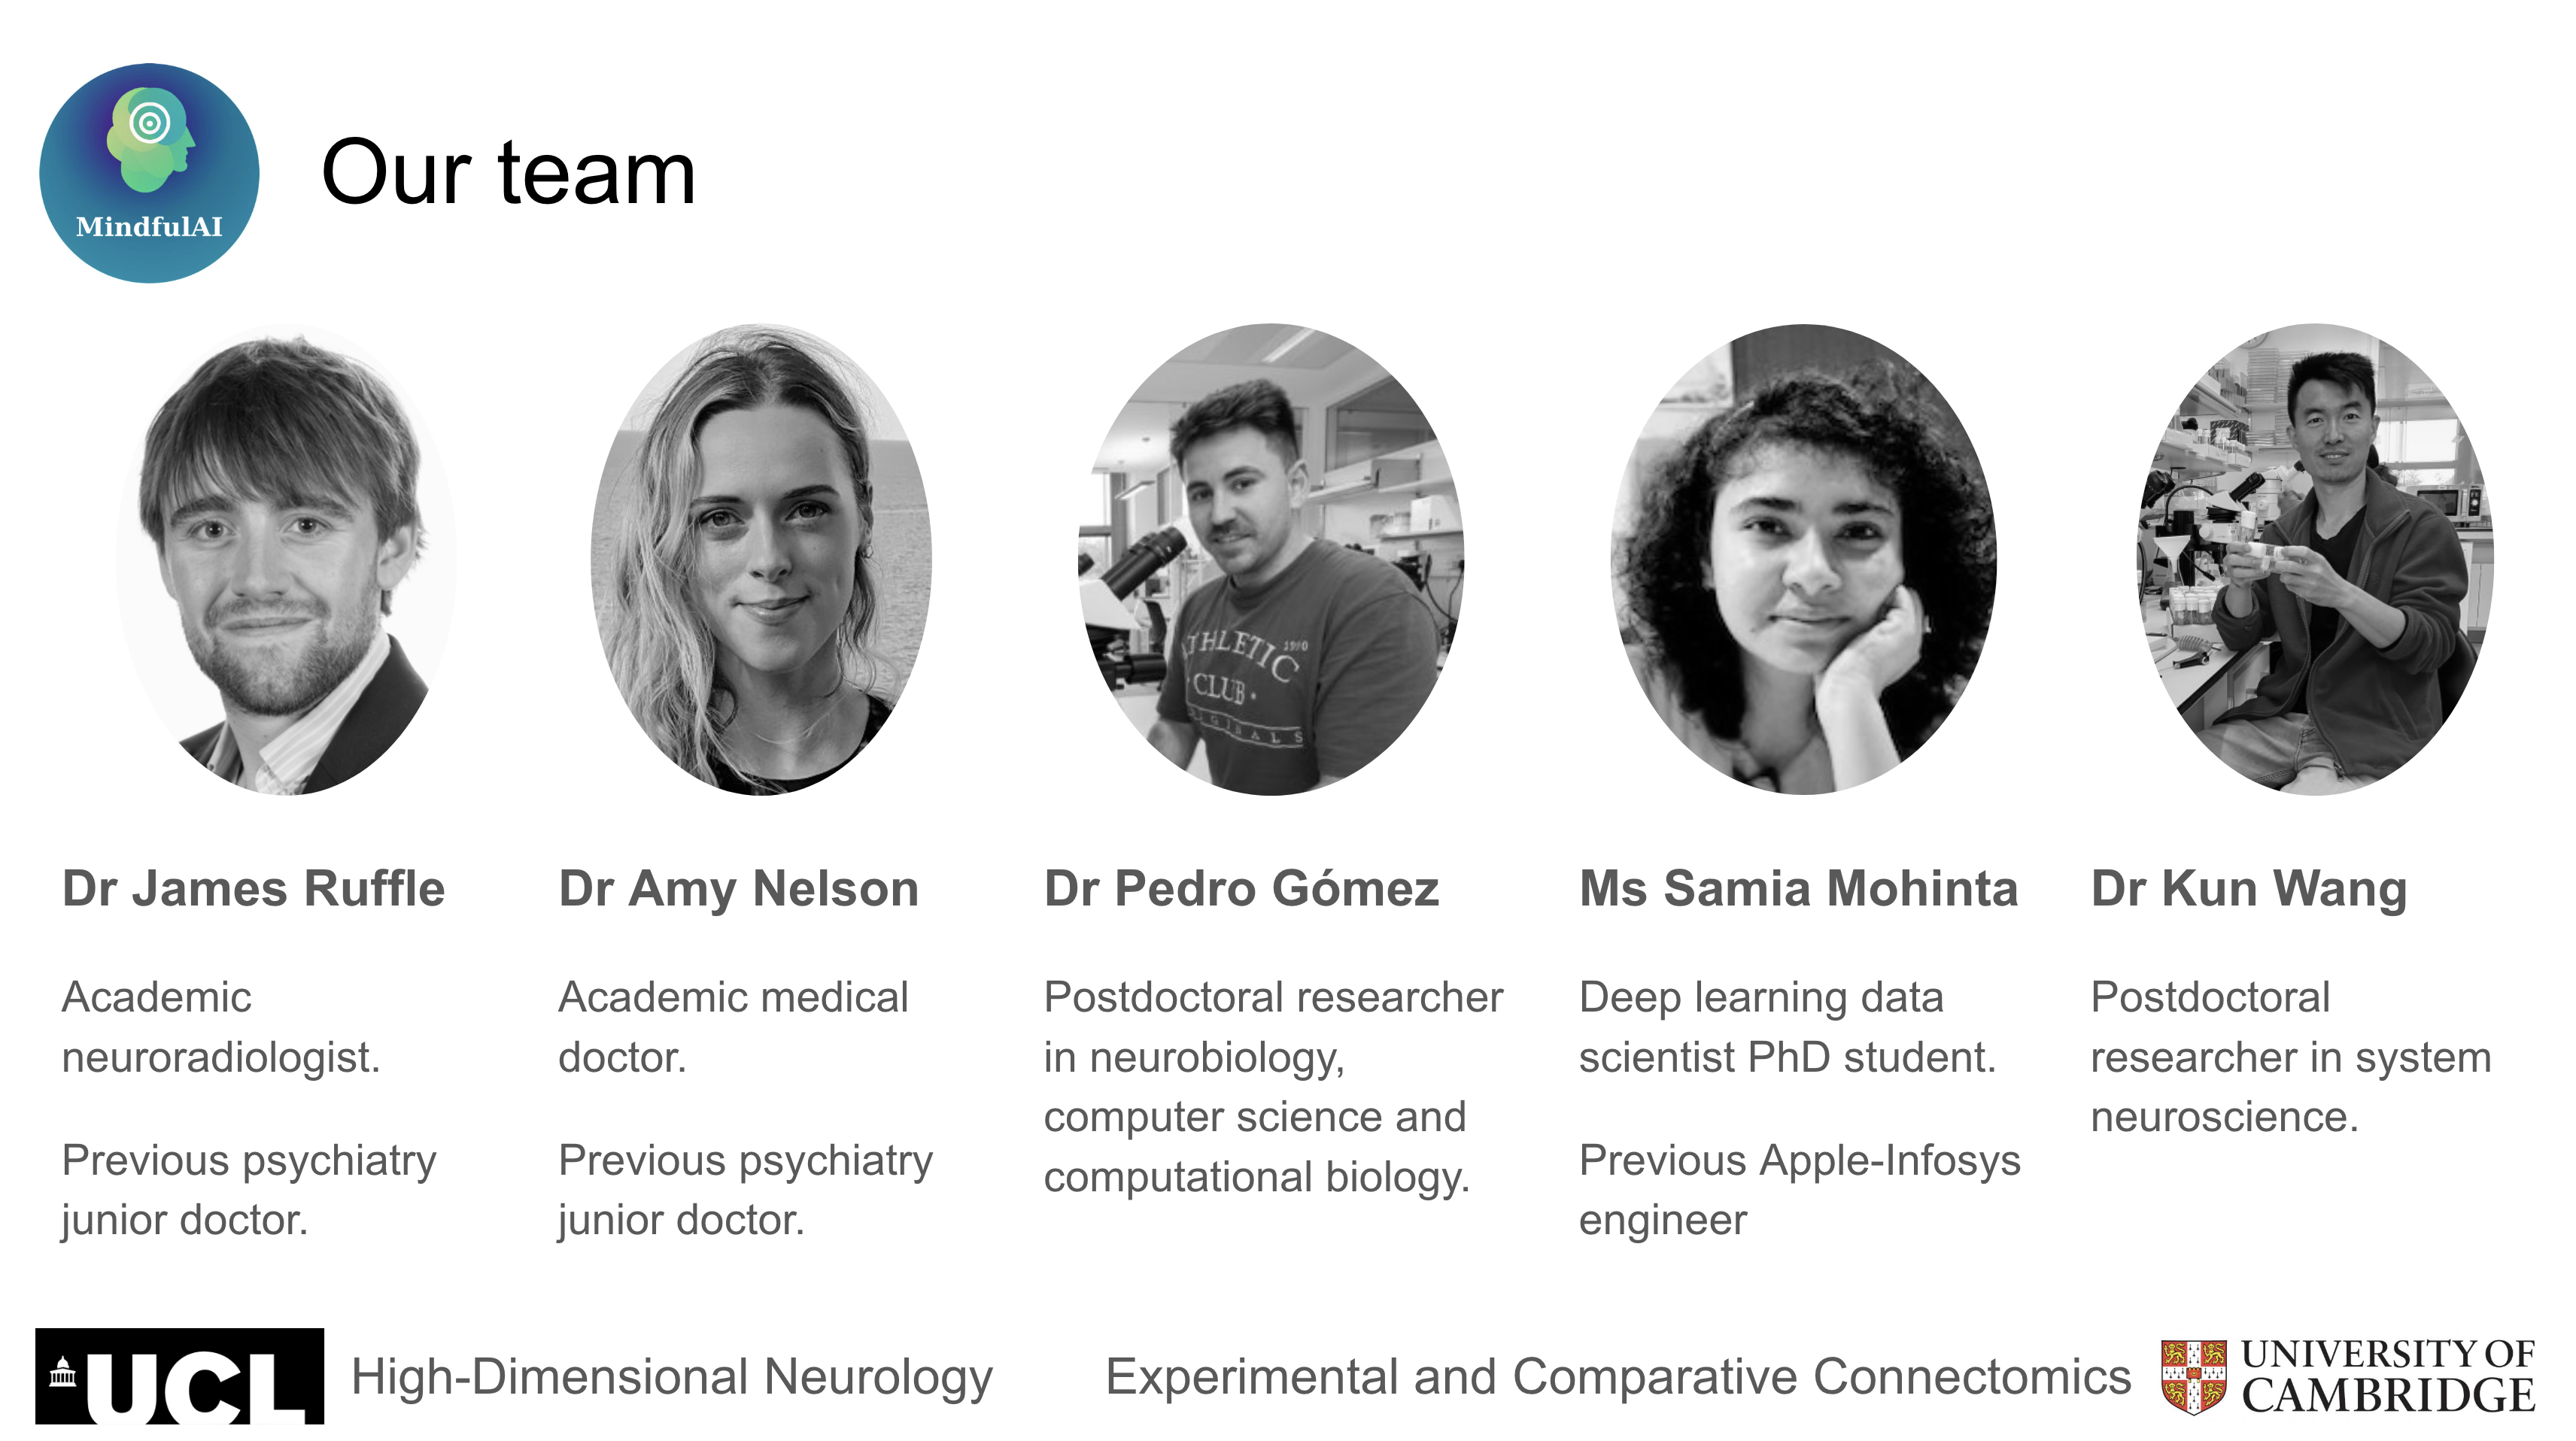 MindfulAI
Our team
ATHLETIC
1990
CLUB
Dr James Ruffle
Academic
neuroradiologist.
Previous psychiatry
junior doctor.
Dr Amy Nelson
Academic medical
doctor.
Previous psychiatry
junior doctor.
Dr Pedro Gómez
Postdoctoral researcher
in neurobiology,
computer science and
computational biology.
Ms Samia Mohinta
Deep learning data
scientist PhD student.
Previous Apple-Infosys
engineer
Dr Kun Wang
Postdoctoral
researcher in system
neuroscience.
UCL
High-Dimensional Neurology
Experimental and Comparative Connectomics
UNIVERSITY OF
CAMBRIDGE